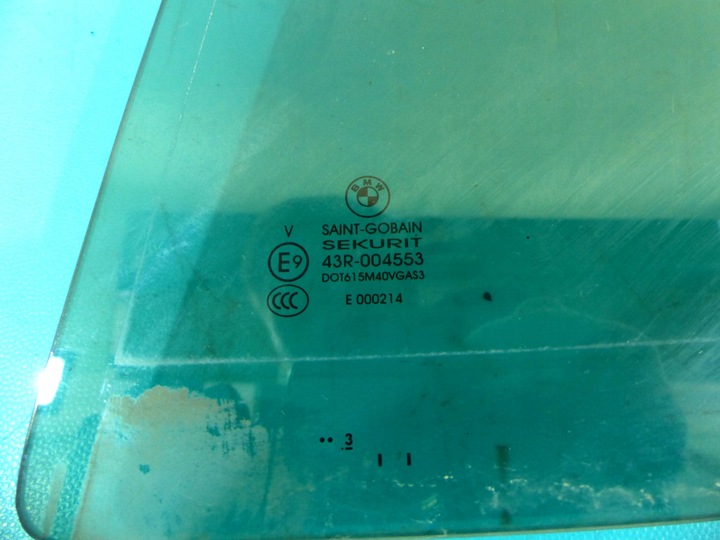 BMW
V SAINT-GOBAIN
SEKURIT
E9 43R-004553
DOT615M40VGAS3
CCC E 000214
.. 3